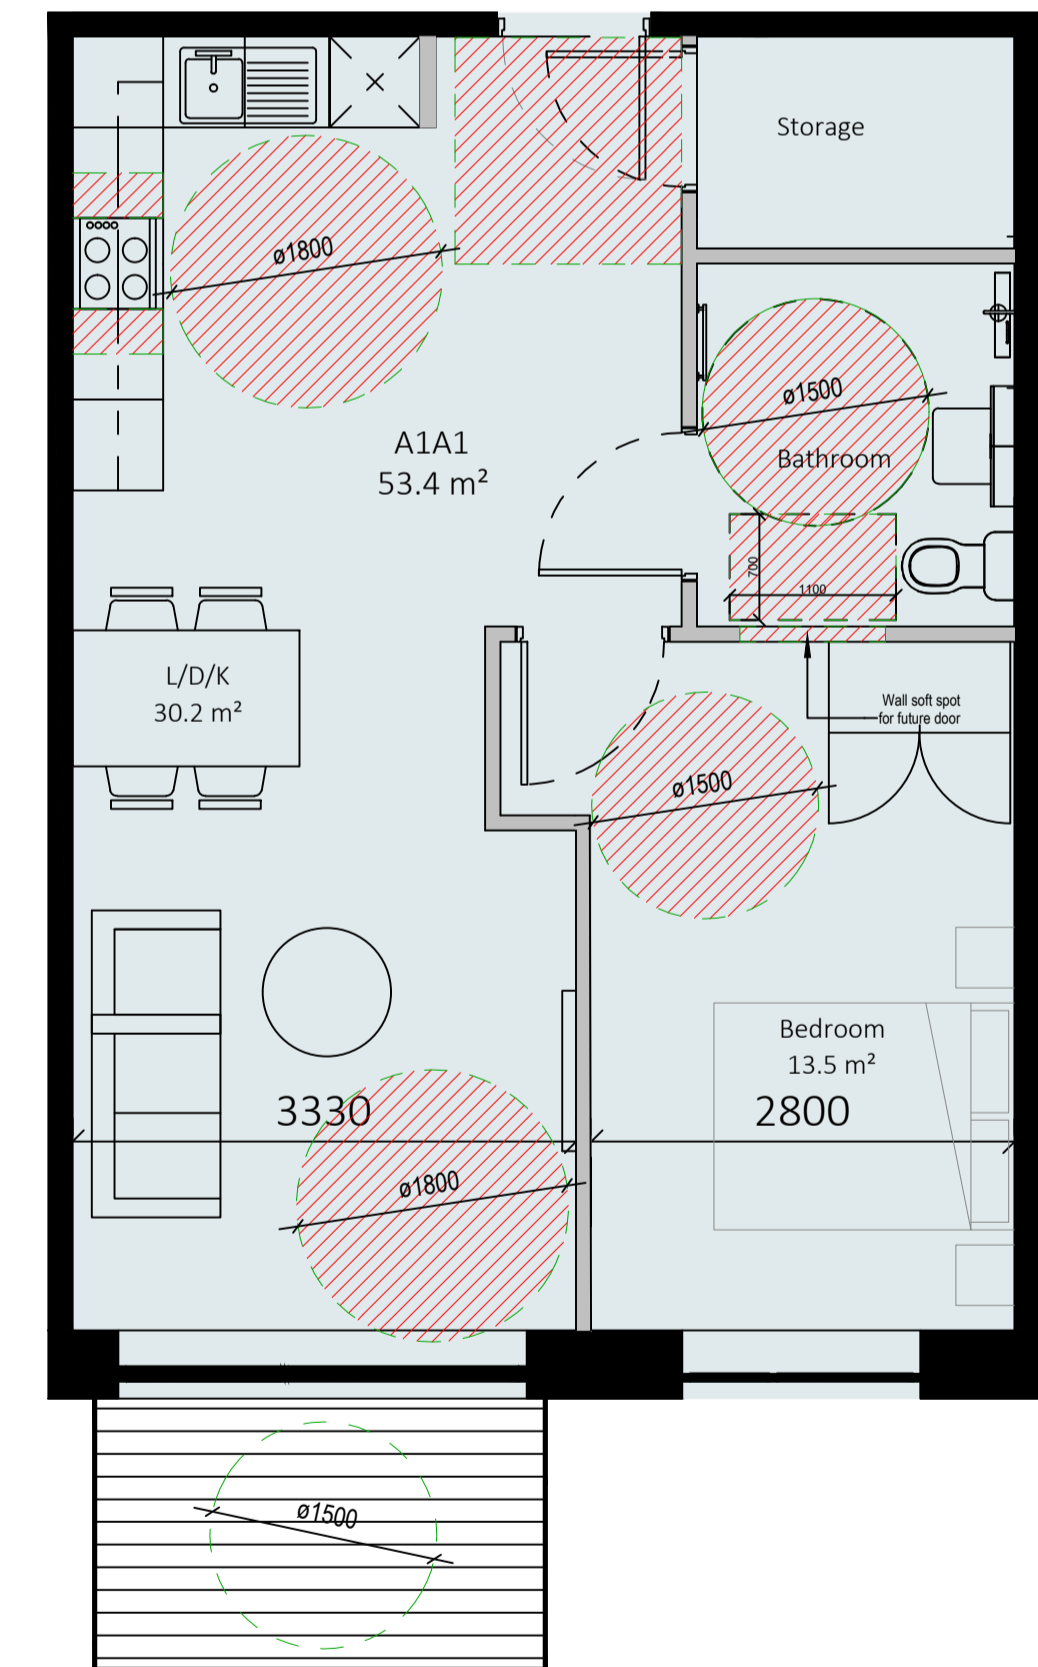 Storage
ø1800
ø1500
A1A1
53.4 m²
Bathroom
700
1100
L/D/K
30.2 m²
Wall soft spot
for future door
ø1500
Bedroom
13.5 m²
3330
2800
ø1800
ø1500